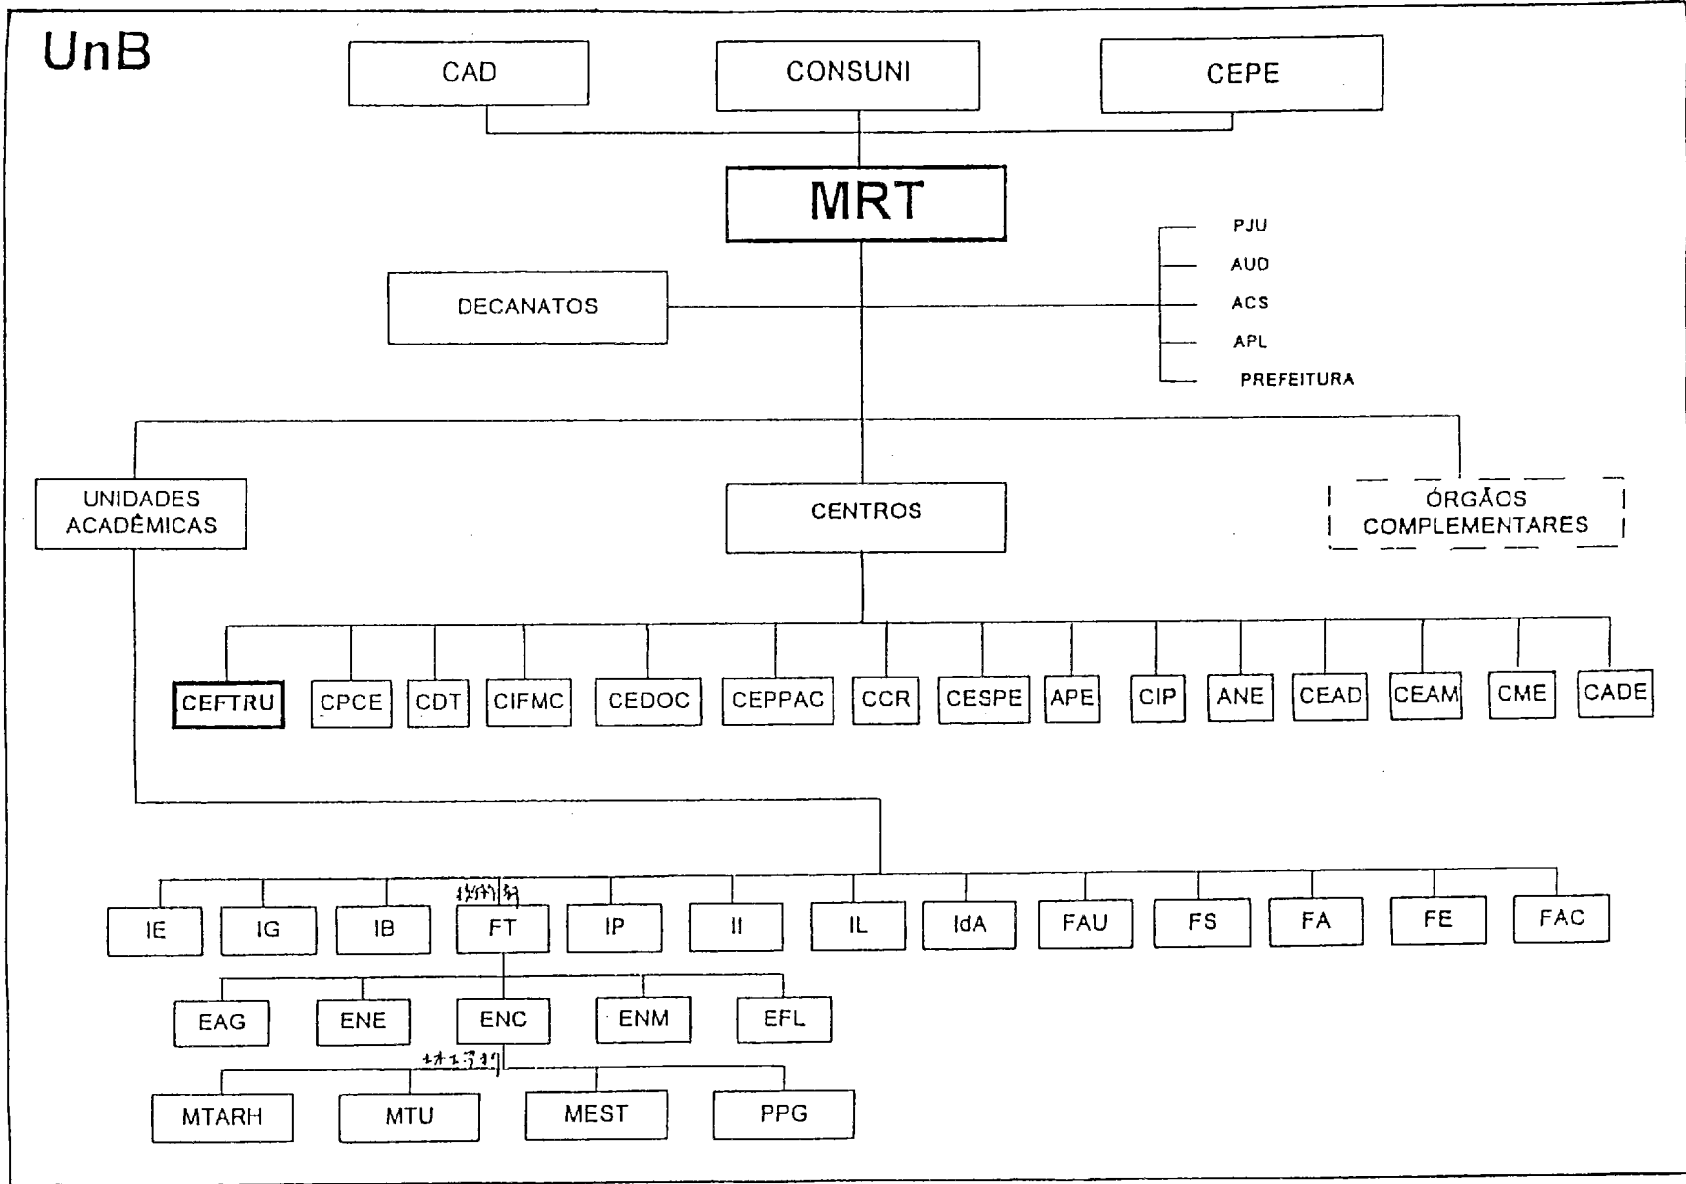 UnB
CAD
CONSUNI
CEPE
MRT
PJU
AUD
DECANATOS
ACS
APL
PREFEITURA
UNIDADES
ACADÊMICAS
CENTROS
ÓRGÃOS
COMPLEMENTARES
CEFTRU
CPCE
CDT
CIFMC
CEDOC
CEPPAC
CCR
CESPE
APE
CIP
ANE
CEAD
CEAM
CME
CADE
IE
IG
IB
FT
IP
II
IL
IdA
FAU
FS
FA
FE
FAC
EAG
ENE
ENC
ENM
EFL
MTARH
MTU
MEST
PPG